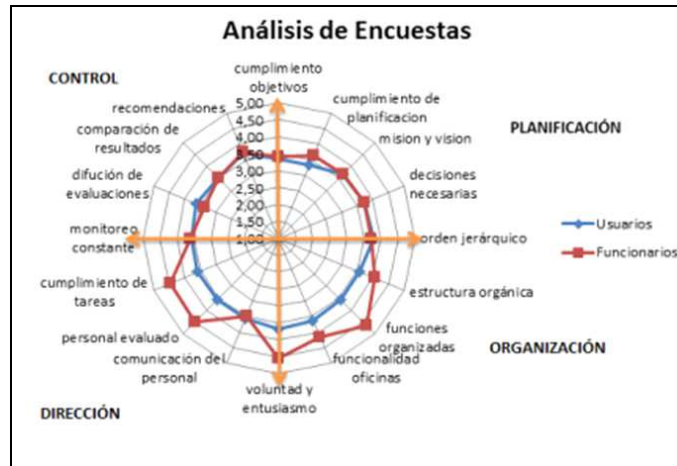 Análisis de Encuestas
CONTROL
cumplimiento
objetivos
recomendaciones
cumplimiento de
planificacion
comparación de
resultados
mision y vision
PLANIFICACIÓN
difución de
evaluaciones
decisiones
necesarias
monitoreo
constante
orden jerárquico
cumplimiento de
tareas
estructura orgánica
personal evaluado
funciones
organizadas
comunicación del
personal
funcionalidad
oficinas
voluntad y
entusiasmo
ORGANIZACIÓN
DIRECCIÓN
5,00
4,50
4,00
3,50
3,00
2,50
2,00
1,50
1,00
Usuarios
Funcionarios